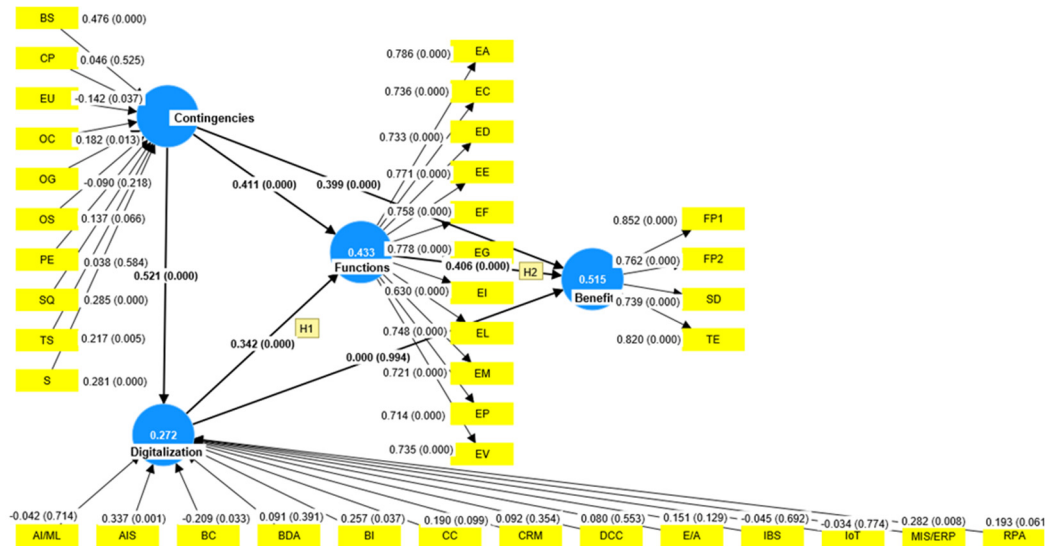 BS 0.476 (0.000)
CP 0.046 (0.525)
EU -0.142 (0.037)
OC 0.182 (0.013)
OG -0.090 (0.218)
OS 0.137 (0.066)
PE 0.038 (0.584)
SQ 0.285 (0.000)
TS 0.217 (0.005)
S 0.281 (0.000)
Contingencies
0.411 (0.000)
0.399 (0.000)
0.521 (0.000)
0.433
Functions
H1
0.342 (0.000)
0.406 (0.000)
H2
0.000 (0.994)
0.272
Digitalization
0.786 (0.000) EA
0.736 (0.000) EC
0.733 (0.000) ED
0.771 (0.000) EE
0.758 (0.000) EF
0.778 (0.000) EG
0.630 (0.000) EI
0.748 (0.000) EL
0.721 (0.000) EM
0.714 (0.000) EP
0.735 (0.000) EV
0.515
Benefit
0.852 (0.000) FP1
0.762 (0.000) FP2
0.739 (0.000) SD
0.820 (0.000) TE
-0.042 (0.714) 0.337 (0.001) -0.209 (0.033) 0.091 (0.391) 0.257 (0.037) 0.190 (0.099) 0.092 (0.354) 0.080 (0.553) 0.151 (0.129) -0.045 (0.692) -0.034 (0.774) 0.282 (0.008) 0.193 (0.061
AI/ML AIS BC BDA BI CC CRM DCC E/A IBS IoT MIS/ERP RPA